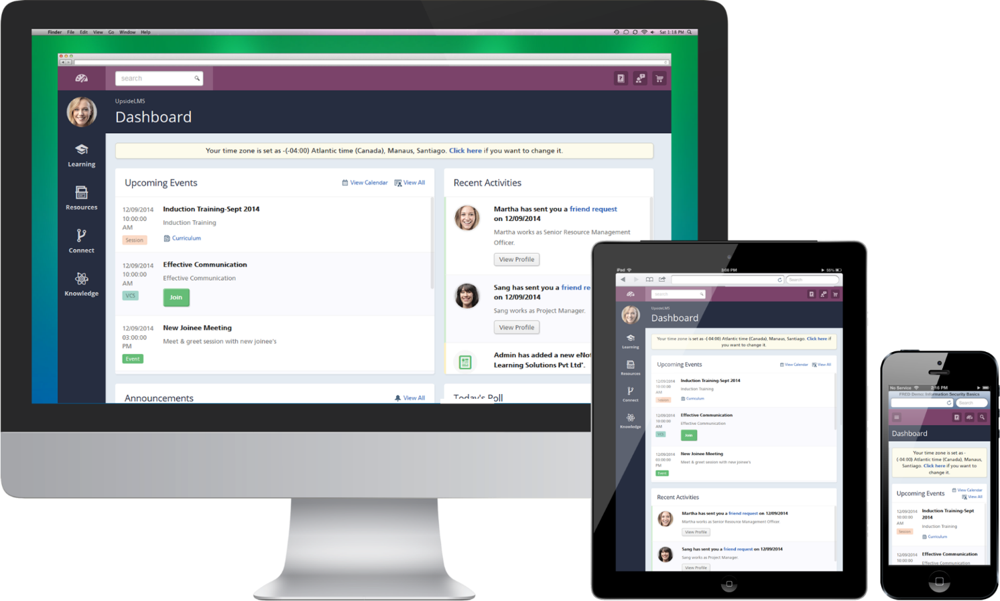 Finder File Edit View Go Window Help
Sat 1:18 PM
search
UpsideLMS
Dashboard
Learning
Resources
Connect
Knowledge
Your time zone is set as -(-04:00) Atlantic time (Canada), Manaus, Santiago. Click here if you want to change it.
Upcoming Events
View Calendar
View All
12/09/2014
10:00:00
AM
Session
Induction Training-Sept 2014
Induction Training
Curriculum
12/09/2014
10:00:00
AM
VCS
Effective Communication
Effective Communication
Join
12/09/2014
03:00:00
PM
Event
New Joinee Meeting
Meet & greet session with new joinee's
Announcements
View All
Recent Activities
Martha has sent you a friend request
on 12/09/2014
Martha works as Senior Resource Management
Officer.
View Profile
Sang has sent you a friend re
on 12/09/2014
Sang works as Project Manager.
View Profile
Admin has added a new eNot
Learning Solutions Pvt Ltd'.
Today's Poll
iPad
3:08 PM
55%
Search
search
UpsideLMS
Dashboard
Learning
Resources
Connect
Knowledge
Your time zone is set as -(-04:00) Atlantic time (Canada), Manaus, Santiago. Click here if
you want to change it.
Upcoming Events
View Calendar
View All
12/09/2014
10:00:00
AM
Session
Induction Training-Sept 2014
Induction Training
Curriculum
12/09/2014
10:00:00
AM
VCS
Effective Communication
Effective Communication
Join
12/09/2014
03:00:00
PM
Event
New Joinee Meeting
Meet & greet session with new joinee's
Recent Activities
Martha has sent you a friend request on 12/09/2014
Martha works as Senior Resource Management Officer.
View Profile
Sang has sent you a friend request on 12/09/2014
Sang works as Project Manager.
View Profile
No Service
2:16 PM
FRED Demo: Information Security Basics
Search
Dashboard
Your time zone is set as -
(-04:00) Atlantic time (Canada), Manaus,
Santiago. Click here if you want to
change it.
Upcoming Events
View Calendar
View All
12/09/2014
10:00:00
AM
Session
Induction Training-Sept
2014
Induction Training
Curriculum
12/09/2014
10:00:00
Effective Communication
Effective Communication